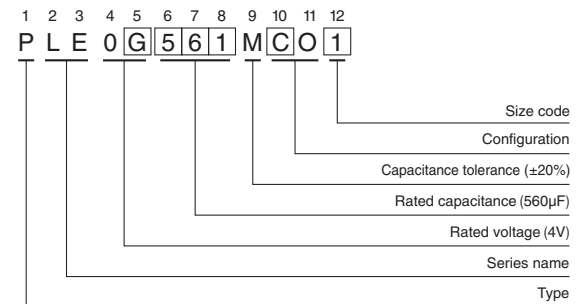 1 2 3 4 5 6 7 8 9 10 11 12
P L E 0 G 5 6 1 M C O 1
Size code
Configuration
Capacitance tolerance (±20%)
Rated capacitance (560µF)
Rated voltage (4V)
Series name
Type